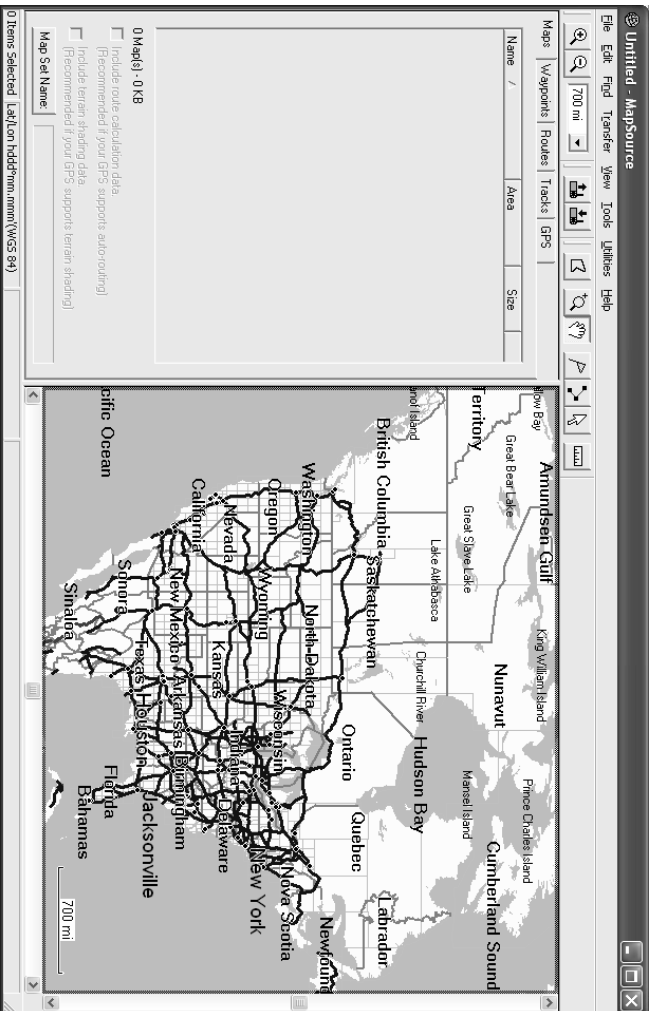 Untitled - MapSource
File Edit Find Transfer View Tools Utilities Help
700 mi
Maps Waypoints Routes Tracks GPS
Name / Area Size
0 Map(s) - 0 KB
Include route calculation data.
(Recommended if your GPS supports auto-routing)
Include terrain shading data
(Recommended if your GPS supports terrain shading)
Map Set Name:
0 Items Selected Lat/Lon hddd°mm.mmm'(WGS 84)
llow Bay
Amundsen Gulf
King William Island
Prince Charles Island
Great Bear Lake
Territory
Great Slave Lake
Nunavut
Cumberland Sound
Mansel Island
anof Island
Lake Athabasca
Churchill River
Hudson Bay
British Columbia
Saskatchewan
Ontario
Quebec
Labrador
Newfound
Washington
North Dakota
Oregon
Wyoming
Wisconsin
Nova Scotia
Nevada
Kansas
Indiana
New York
Delaware
California
New Mexico
Arkansas
Birmingham
Sonora
Texas
Houston
Jacksonville
Sinaloa
Florida
Bahamas
cific Ocean
700 mi